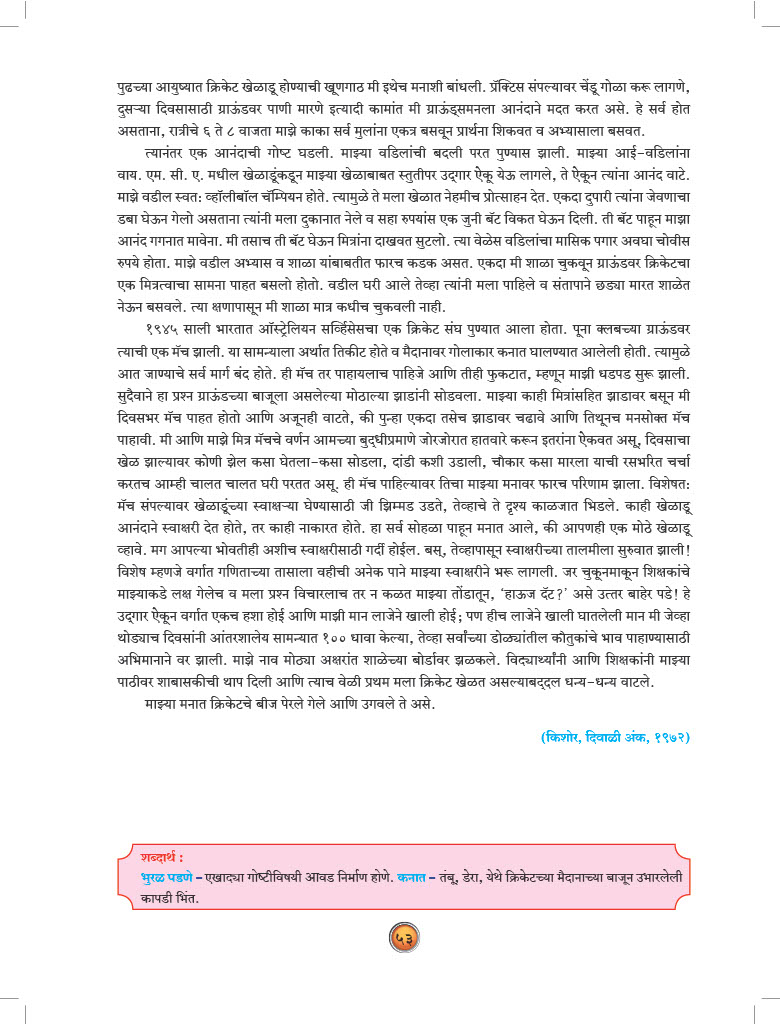 पुढच्या आयुष्यात क्रिकेट खेळाडू होण्याची खूणगाठ मी इथेच मनाशी बांधली. प्रॅक्टिस संपल्यावर चेंडू गोळा करू लागणे,
दुसऱ्या दिवसासाठी ग्राऊंडवर पाणी मारणे इत्यादी कामांत मी ग्राऊंड्समनला आनंदाने मदत करत असे. हे सर्व होत
असताना, रात्रीचे ६ ते ८ वाजता माझे काका सर्व मुलांना एकत्र बसवून प्रार्थना शिकवत व अभ्यासाला बसवत.
त्यानंतर एक आनंदाची गोष्ट घडली. माझ्या वडिलांची बदली परत पुण्यास झाली. माझ्या आई-वडिलांना
वाय. एम. सी. ए. मधील खेळाडूंकडून माझ्या खेळाबाबत स्तुतीपर उद्गार ऐकू येऊ लागले, ते ऐकून त्यांना आनंद वाटे.
माझे वडील स्वत: व्हॉलीबॉल चॅम्पियन होते. त्यामुळे ते मला खेळात नेहमीच प्रोत्साहन देत. एकदा दुपारी त्यांना जेवणाचा
डबा घेऊन गेलो असताना त्यांनी मला दुकानात नेले व सहा रुपयांस एक जुनी बॅट विकत घेऊन दिली. ती बॅट पाहून माझा
आनंद गगनात मावेना. मी तसाच ती बॅट घेऊन मित्रांना दाखवत सुटलो. त्या वेळेस वडिलांचा मासिक पगार अवघा चोवीस
रुपये होता. माझे वडील अभ्यास व शाळा यांबाबतीत फारच कडक असत. एकदा मी शाळा चुकवून ग्राऊंडवर क्रिकेटचा
एक मित्रत्वाचा सामना पाहत बसलो होतो. वडील घरी आले तेव्हा त्यांनी मला पाहिले व संतापाने छड्या मारत शाळेत
नेऊन बसवले. त्या क्षणापासून मी शाळा मात्र कधीच चुकवली नाही.
१९४५ साली भारतात ऑस्ट्रेलियन सर्व्हिसेसचा एक क्रिकेट संघ पुण्यात आला होता. पूना क्लबच्या ग्राऊंडवर
त्याची एक मॅच झाली. या सामन्याला अर्थात तिकीट होते व मैदानावर गोलाकार कनात घालण्यात आलेली होती. त्यामुळे
आत जाण्याचे सर्व मार्ग बंद होते. ही मॅच तर पाहायलाच पाहिजे आणि तीही फुकटात, म्हणून माझी धडपड सुरू झाली.
सुदैवाने हा प्रश्न ग्राऊंडच्या बाजूला असलेल्या मोठाल्या झाडांनी सोडवला. माझ्या काही मित्रांसहित झाडावर बसून मी
दिवसभर मॅच पाहत होतो आणि अजूनही वाटते, की पुन्हा एकदा तसेच झाडावर चढावे आणि तिथूनच मनसोक्त मॅच
पाहावी. मी आणि माझे मित्र मॅचचे वर्णन आमच्या बुद्धीप्रमाणे जोरजोरात हातवारे करून इतरांना ऐकवत असू, दिवसाचा
खेळ झाल्यावर कोणी झेल कसा घेतला-कसा सोडला, दांडी कशी उडाली, चौकार कसा मारला याची रसभरित चर्चा
करतच आम्ही चालत चालत घरी परतत असू. ही मॅच पाहिल्यावर तिचा माझ्या मनावर फारच परिणाम झाला. विशेषत:
मॅच संपल्यावर खेळाडूंच्या स्वाक्षऱ्या घेण्यासाठी जी झिम्मड उडते, तेव्हाचे ते दृश्य काळजात भिडले. काही खेळाडू
आनंदाने स्वाक्षरी देत होते, तर काही नाकारत होते. हा सर्व सोहळा पाहून मनात आले, की आपणही एक मोठे खेळाडू
व्हावे. मग आपल्या भोवतीही अशीच स्वाक्षरीसाठी गर्दी होईल. बस्, तेव्हापासून स्वाक्षरीच्या तालमीला सुरुवात झाली!
विशेष म्हणजे वर्गात गणिताच्या तासाला वहीची अनेक पाने माझ्या स्वाक्षरीने भरू लागली. जर चुकूनमाकून शिक्षकांचे
माझ्याकडे लक्ष गेलेच व मला प्रश्न विचारलाच तर न कळत माझ्या तोंडातून, ‘हाऊज दॅट?’ असे उत्तर बाहेर पडे! हे
उद्गार ऐकून वर्गात एकच हशा होई आणि माझी मान लाजेने खाली होई; पण हीच लाजेने खाली घातलेली मान मी जेव्हा
थोड्याच दिवसांनी आंतरशालेय सामन्यात १०० धावा केल्या, तेव्हा सर्वांच्या डोळ्यांतील कौतुकांचे भाव पाहाण्यासाठी
अभिमानाने वर झाली. माझे नाव मोठ्या अक्षरांत शाळेच्या बोर्डावर झळकले. विद्यार्थ्यांनी आणि शिक्षकांनी माझ्या
पाठीवर शाबासकीची थाप दिली आणि त्याच वेळी प्रथम मला क्रिकेट खेळत असल्याबद्दल धन्य-धन्य वाटले.
माझ्या मनात क्रिकेटचे बीज पेरले गेले आणि उगवले ते असे.
(किशोर, दिवाळी अंक, १९७२)
शब्दार्थ :
भुरळ पडणे – एखाद्या गोष्टीविषयी आवड निर्माण होणे. कनात – तंबू, डेरा, येथे क्रिकेटच्या मैदानाच्या बाजून उभारलेली
कापडी भिंत.
५३